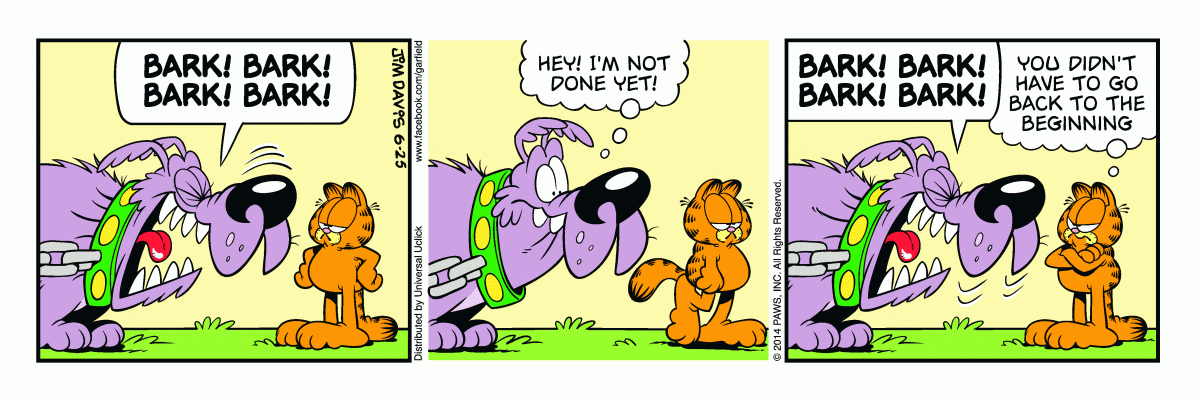 BARK! BARK!
BARK! BARK!
JIM DAVIS 6-25
www.facebook.com/garfield
Distributed by Universal Uclick
HEY! I'M NOT
DONE YET!
© 2014 PAWS, INC. All Rights Reserved.
BARK! BARK!
BARK! BARK!
YOU DIDN'T
HAVE TO GO
BACK TO THE
BEGINNING